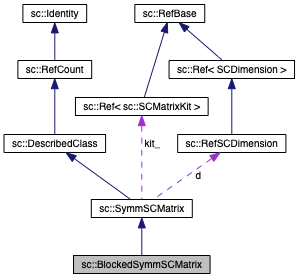 sc::Identity
sc::RefBase
sc::RefCount
sc::Ref< SCDimension >
sc::Ref< sc::SCMatrixKit >
sc::DescribedClass
kit_
sc::RefSCDimension
d
sc::SymmSCMatrix
sc::BlockedSymmSCMatrix